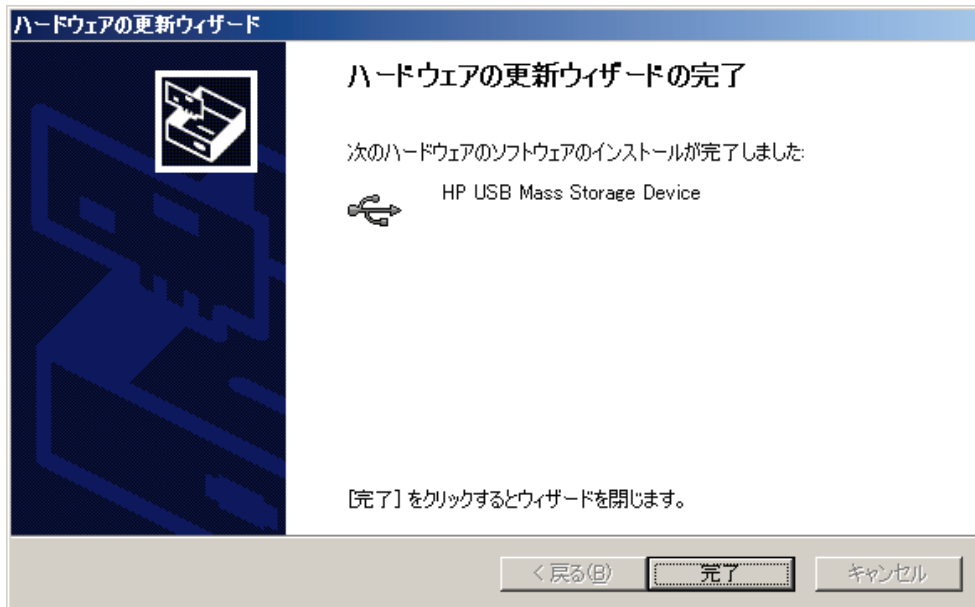 ハードウェアの更新ウィザード
ハードウェアの更新ウィザードの完了
次のハードウェアのソフトウェアのインストールが完了しました:
HP USB Mass Storage Device
[完了] をクリックするとウィザードを閉じます。
< 戻る(B)
完了
キャンセル